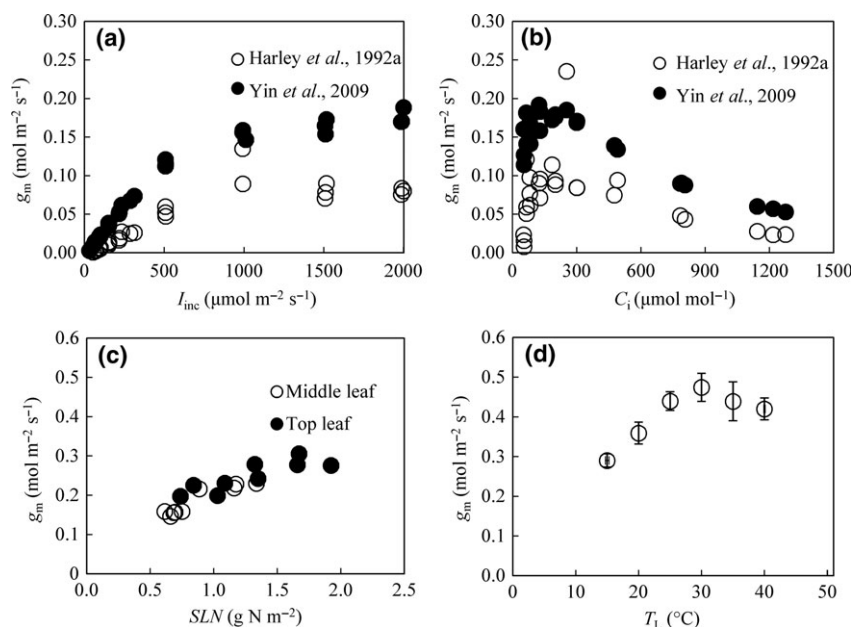 (a)
Harley et al., 1992a
Yin et al., 2009
0.30
0.25
0.20
0.15
0.10
0.05
0.00
gm (mol m⁻² s⁻¹)
0 500 1000 1500 2000
Iinc (μmol m⁻² s⁻¹)
(b)
Harley et al., 1992a
Yin et al., 2009
0.30
0.25
0.20
0.15
0.10
0.05
0.00
gm (mol m⁻² s⁻¹)
0 300 600 900 1200 1500
Ci (μmol mol⁻¹)
(c)
Middle leaf
Top leaf
0.6
0.5
0.4
0.3
0.2
0.1
0
gm (mol m⁻² s⁻¹)
0.0 0.5 1.0 1.5 2.0 2.5
SLN (g N m⁻²)
(d)
0.6
0.5
0.4
0.3
0.2
0.1
0.0
gm (mol m⁻² s⁻¹)
0 10 20 30 40 50
TL (°C)